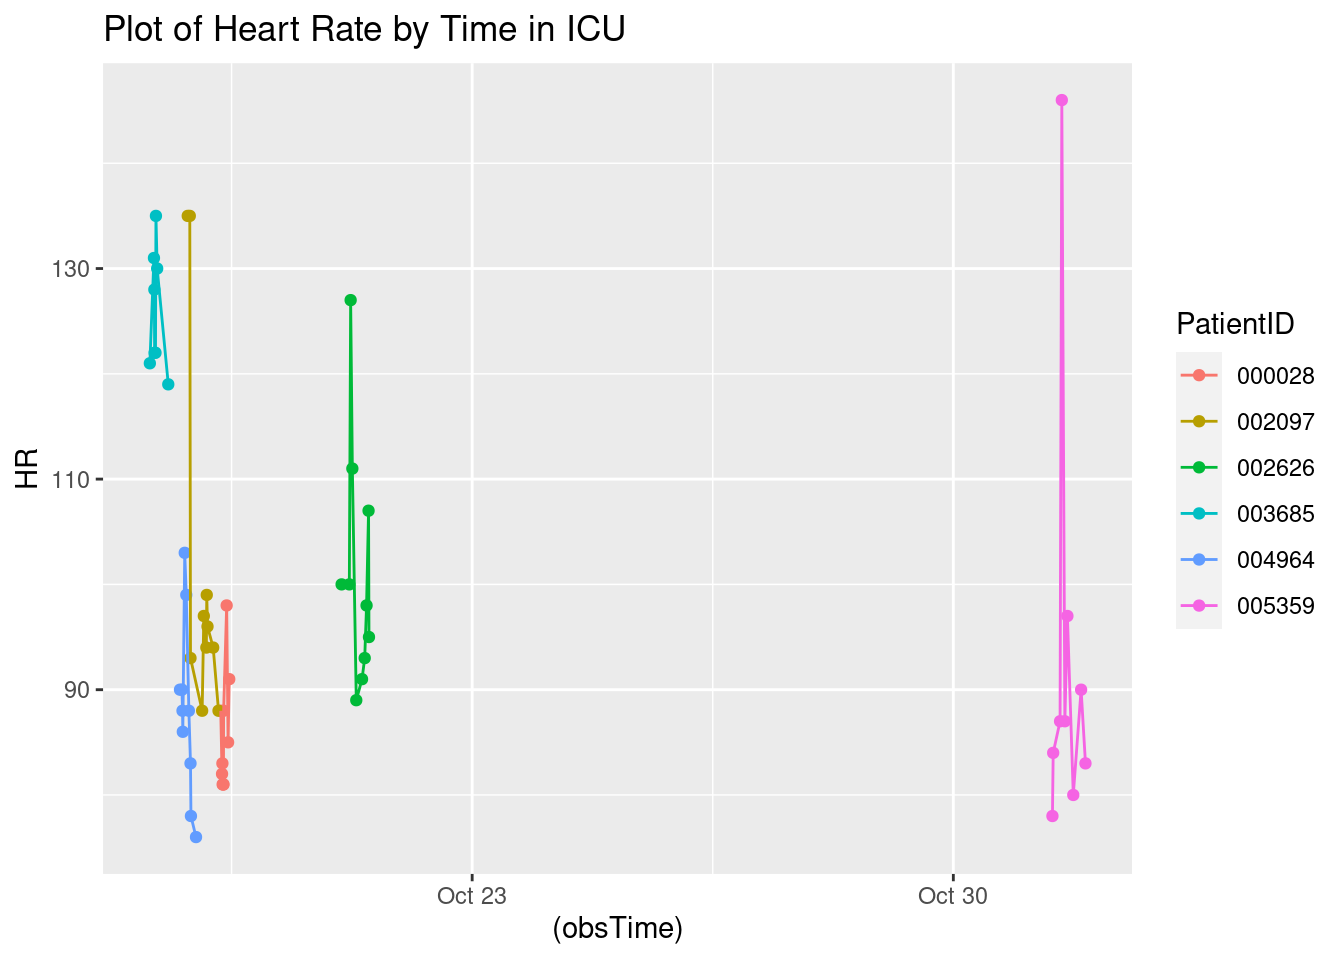 Plot of Heart Rate by Time in ICU
HR
130
110
90
Oct 23
Oct 30
(obsTime)
PatientID
000028
002097
002626
003685
004964
005359